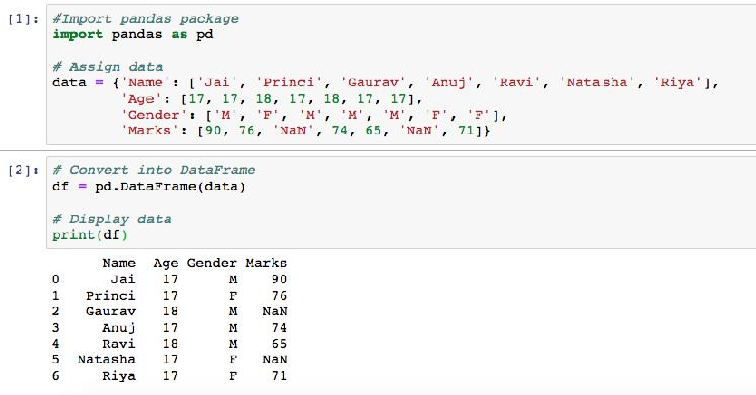 [1]: #Import pandas package
import pandas as pd
# Assign data
data = {'Name': ['Jai', 'Princi', 'Gaurav', 'Anuj', 'Ravi', 'Natasha', 'Riya'],
'Age': [17, 17, 18, 17, 18, 17, 17],
'Gender': ['M', 'F', 'M', 'M', 'M', 'F', 'F'],
'Marks': [90, 76, 'NaN', 74, 65, 'NaN', 71]}
[2]: # Convert into DataFrame
df = pd.DataFrame(data)
# Display data
print(df)
Name Age Gender Marks
0 Jai 17 M 90
1 Princi 17 F 76
2 Gaurav 18 M NaN
3 Anuj 17 M 74
4 Ravi 18 M 65
5 Natasha 17 F NaN
6 Riya 17 F 71